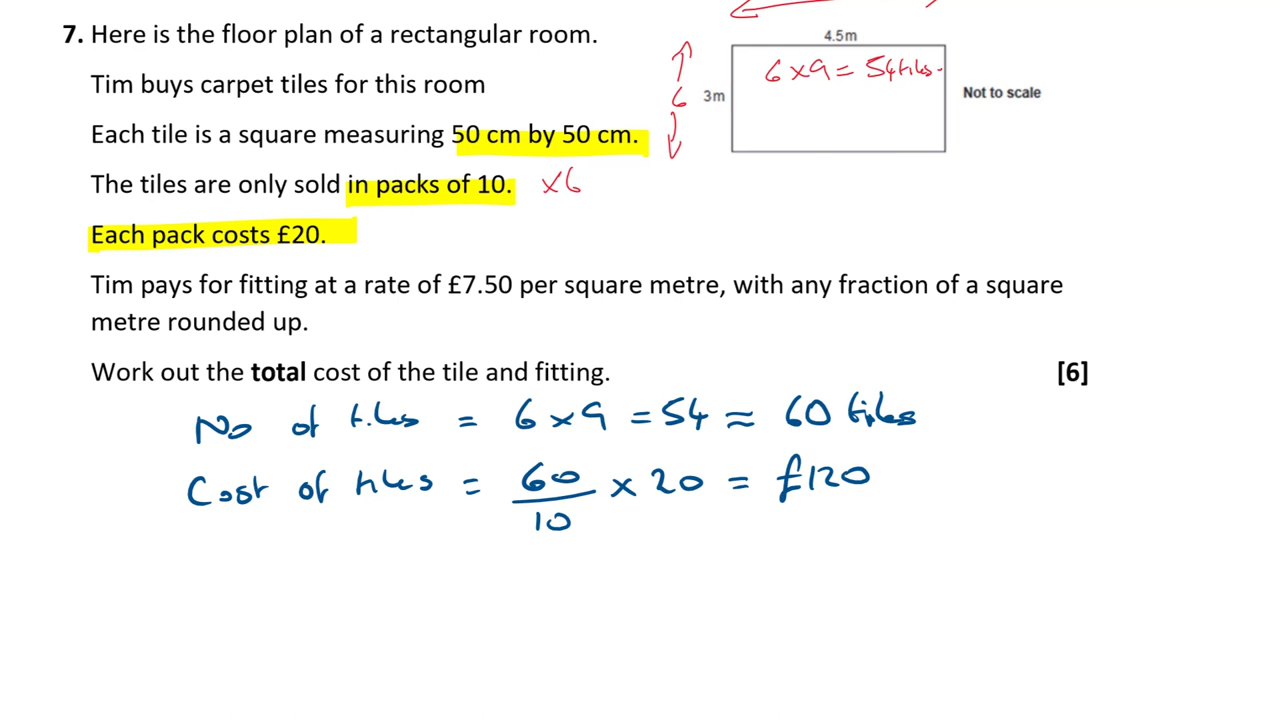 7. Here is the floor plan of a rectangular room.
4.5m
Tim buys carpet tiles for this room
6 × 9 = 54 tiles.
6
3m
Not to scale
Each tile is a square measuring 50 cm by 50 cm.
The tiles are only sold in packs of 10. ×6
Each pack costs £20.
Tim pays for fitting at a rate of £7.50 per square metre, with any fraction of a square
metre rounded up.
Work out the total cost of the tile and fitting. [6]
No of tiles = 6 × 9 = 54 ≈ 60 tiles
Cost of tiles = 60/10 × 20 = £120